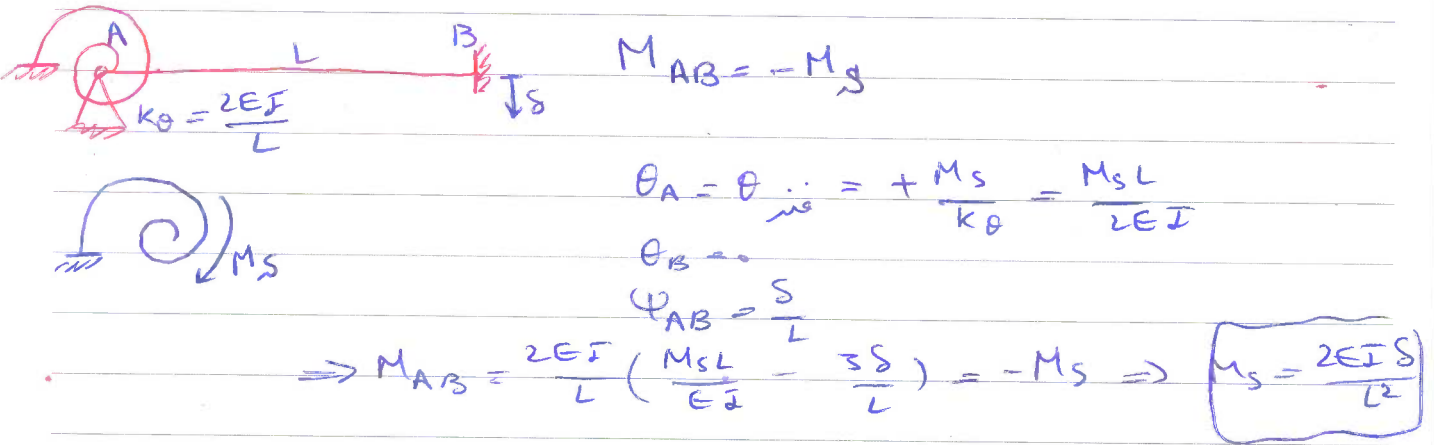 A L B
δ
Kθ = 2EI/L
M_AB = -M_s
θ_A = θ فنر = + M_s/Kθ = M_s L/2EI
M_s
θ_B = 0
ψ_AB = δ/L
⇒ M_AB = 2EI/L ( M_s L/EI - 3δ/L ) = -M_s ⇒ M_s = 2EIδ/L²